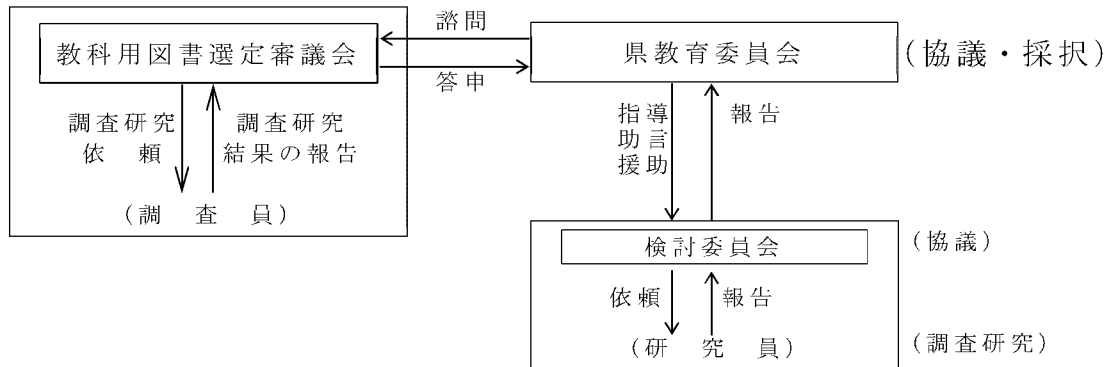 諮問
教科用図書選定審議会
県教育委員会
(協議・採択)
答申
調査研究
依頼
調査研究
結果の報告
指導
助言
援助
報告
(調査員)
検討委員会
(協議)
依頼
報告
(研究員)
(調査研究)